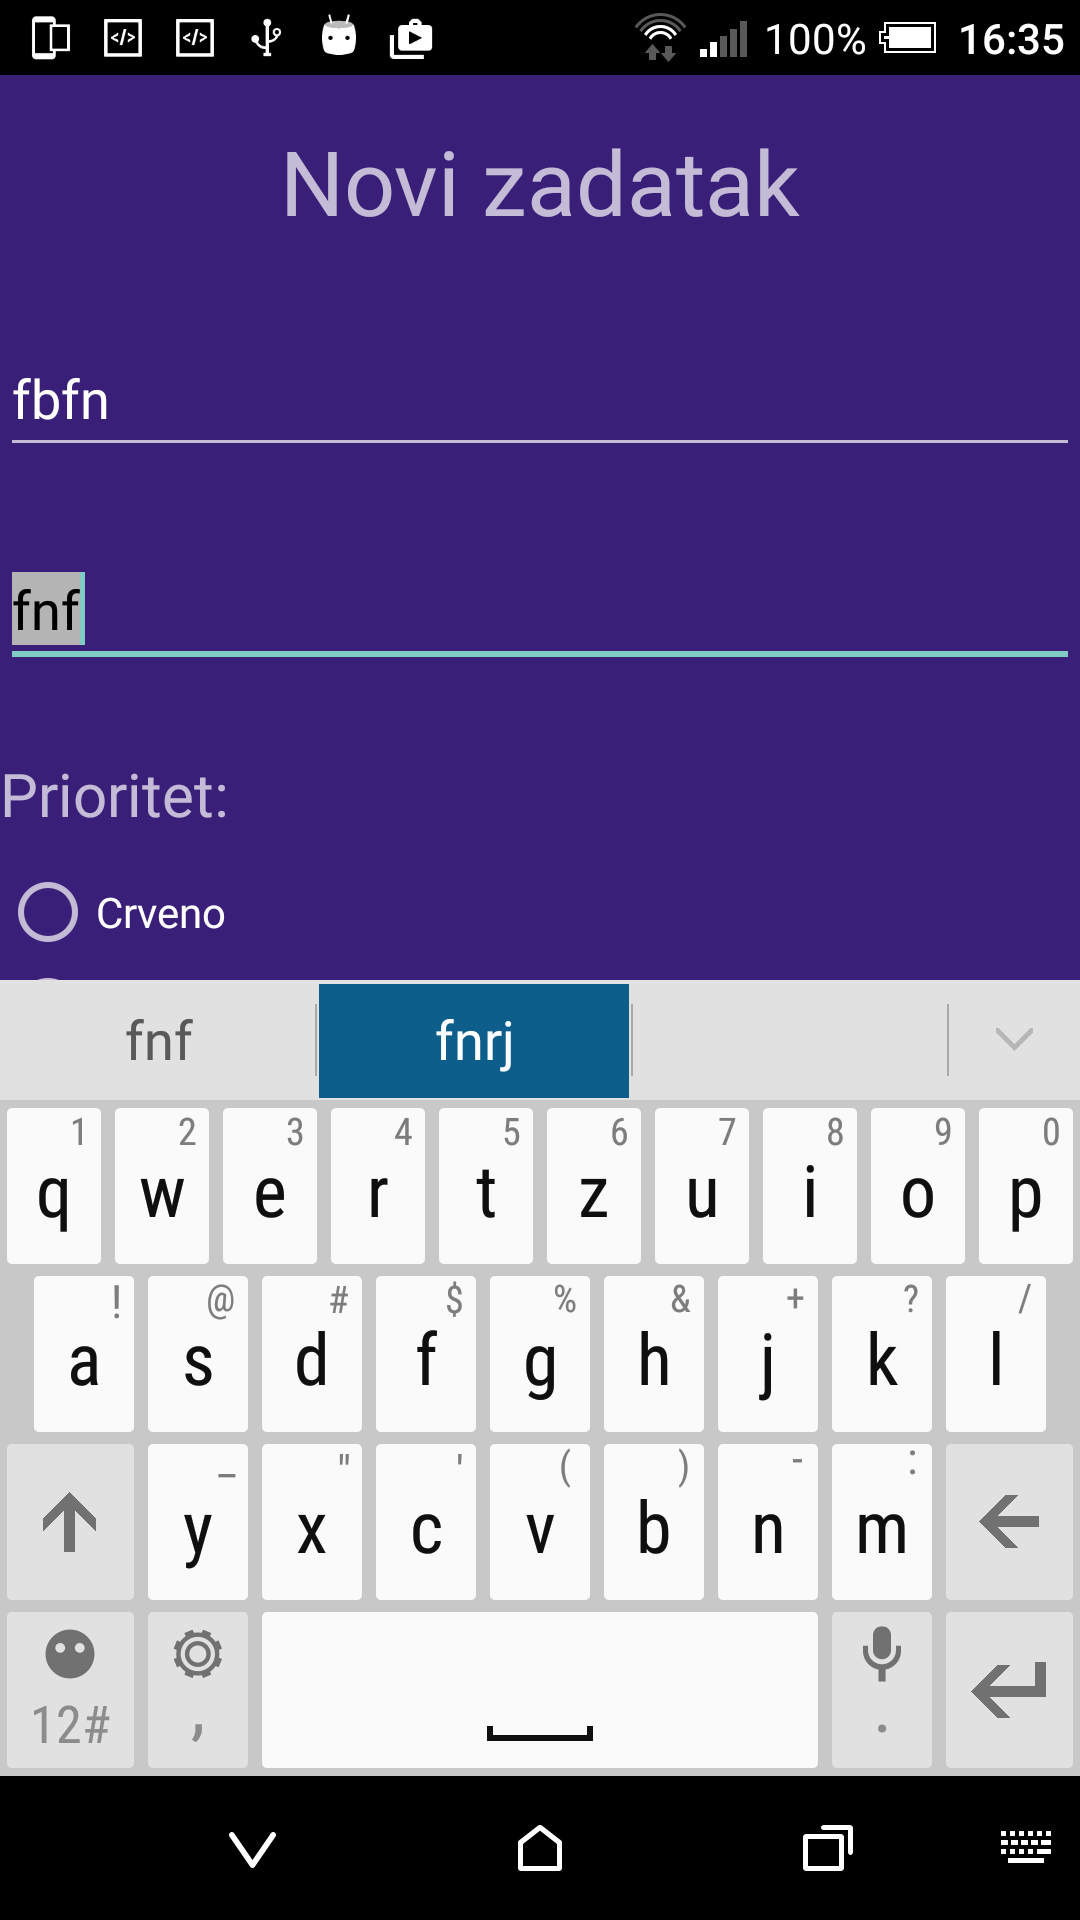 100% 16:35
Novi zadatak
fbfn
fnf
Prioritet:
Crveno
fnf fnrj
1 2 3 4 5 6 7 8 9 0
q w e r t z u i o p
! @ # $ % & + ? /
a s d f g h j k l
_ " ' ( ) - :
y x c v b n m
12# , .